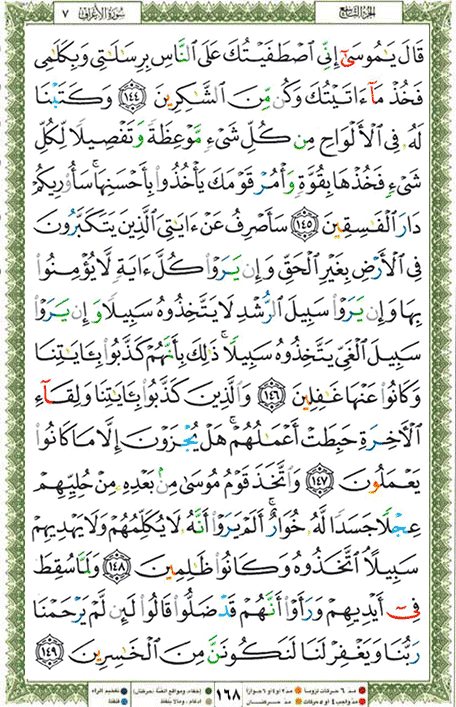 الجزء التاسع سورة الأعراف ٧
قَالَ يَٰمُوسَىٰٓ إِنِّي ٱصْطَفَيْتُكَ عَلَى ٱلنَّاسِ بِرِسَٰلَٰتِي وَبِكَلَٰمِي
فَخُذْ مَآ ءَاتَيْتُكَ وَكُن مِّنَ ٱلشَّٰكِرِينَ ١٤٤ وَكَتَبْنَا
لَهُۥ فِي ٱلْأَلْوَاحِ مِن كُلِّ شَيْءٍ مَّوْعِظَةً وَتَفْصِيلًا لِّكُلِّ
شَيْءٍ فَخُذْهَا بِقُوَّةٍ وَأْمُرْ قَوْمَكَ يَأْخُذُوا۟ بِأَحْسَنِهَا ۚ سَأُو۟رِيكُمْ
دَارَ ٱلْفَٰسِقِينَ ١٤٥ سَأَصْرِفُ عَنْ ءَايَٰتِيَ ٱلَّذِينَ يَتَكَبَّرُونَ
فِي ٱلْأَرْضِ بِغَيْرِ ٱلْحَقِّ وَإِن يَرَوْا۟ كُلَّ ءَايَةٍ لَّا يُؤْمِنُوا۟
بِهَا وَإِن يَرَوْا۟ سَبِيلَ ٱلرُّشْدِ لَا يَتَّخِذُوهُ سَبِيلًا وَإِن يَرَوْا۟
سَبِيلَ ٱلْغَيِّ يَتَّخِذُوهُ سَبِيلًا ۚ ذَٰلِكَ بِأَنَّهُمْ كَذَّبُوا۟ بِـَٔايَٰتِنَا
وَكَانُوا۟ عَنْهَا غَٰفِلِينَ ١٤٦ وَٱلَّذِينَ كَذَّبُوا۟ بِـَٔايَٰتِنَا وَلِقَآءِ
ٱلْءَاخِرَةِ حَبِطَتْ أَعْمَٰلُهُمْ ۚ هَلْ يُجْزَوْنَ إِلَّا مَا كَانُوا۟
يَعْمَلُونَ ١٤٧ وَٱتَّخَذَ قَوْمُ مُوسَىٰ مِنۢ بَعْدِهِۦ مِنْ حُلِيِّهِمْ
عِجْلًا جَسَدًا لَّهُۥ خُوَارٌ ۚ أَلَمْ يَرَوْا۟ أَنَّهُۥ لَا يُكَلِّمُهُمْ وَلَا يَهْدِيهِمْ
سَبِيلًا ۘ ٱتَّخَذُوهُ وَكَانُوا۟ ظَٰلِمِينَ ١٤٨ وَلَمَّا سُقِطَ
فِيٓ أَيْدِيهِمْ وَرَأَوْا۟ أَنَّهُمْ قَدْ ضَلُّوا۟ قَالُوا۟ لَئِن لَّمْ يَرْحَمْنَا
رَبُّنَا وَيَغْفِرْ لَنَا لَنَكُونَنَّ مِنَ ٱلْخَٰسِرِينَ ١٤٩
١٦٨